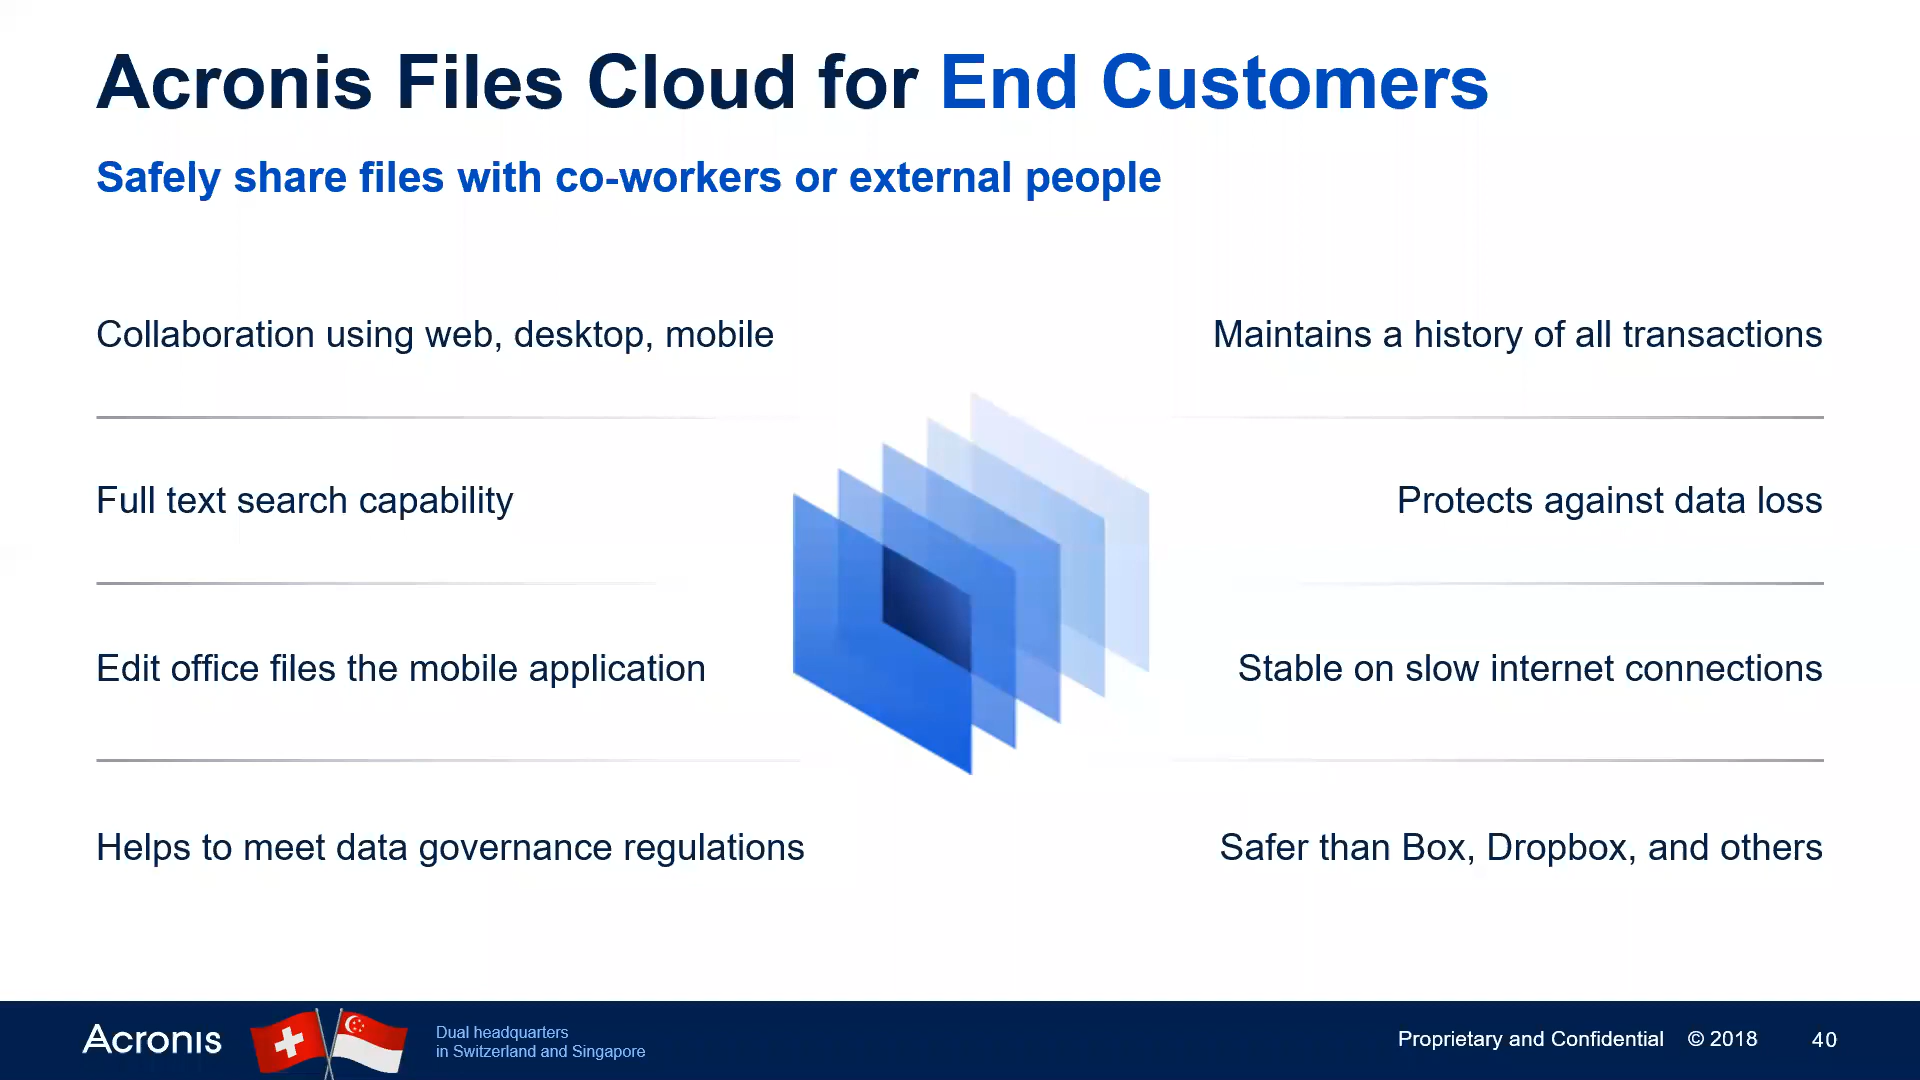 Acronis Files Cloud for End Customers
Safely share files with co-workers or external people
Collaboration using web, desktop, mobile
Maintains a history of all transactions
Full text search capability
Protects against data loss
Edit office files the mobile application
Stable on slow internet connections
Helps to meet data governance regulations
Safer than Box, Dropbox, and others
Acronis
Dual headquarters
in Switzerland and Singapore
Proprietary and Confidential © 2018 40